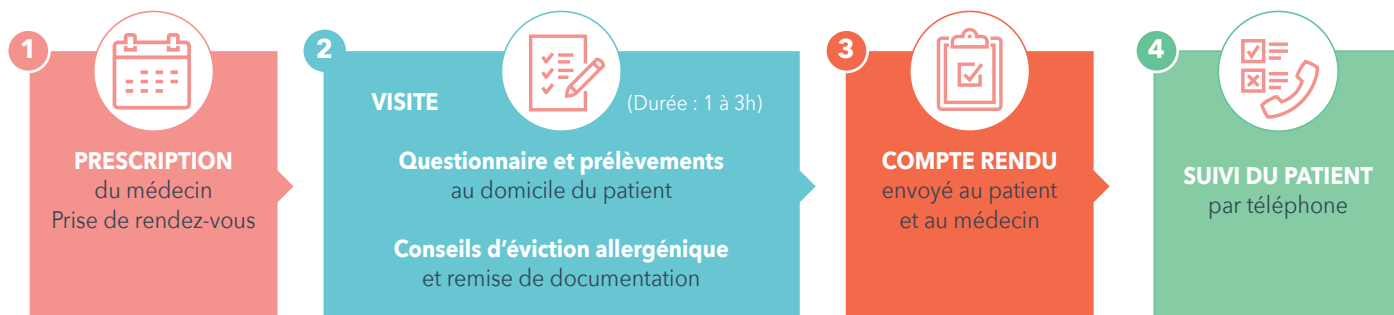 1
PRESCRIPTION
du médecin
Prise de rendez-vous
2
VISITE
(Durée : 1 à 3h)
Questionnaire et prélèvements
au domicile du patient
Conseils d'éviction allergénique
et remise de documentation
3
COMPTE RENDU
envoyé au patient
et au médecin
4
SUIVI DU PATIENT
par téléphone